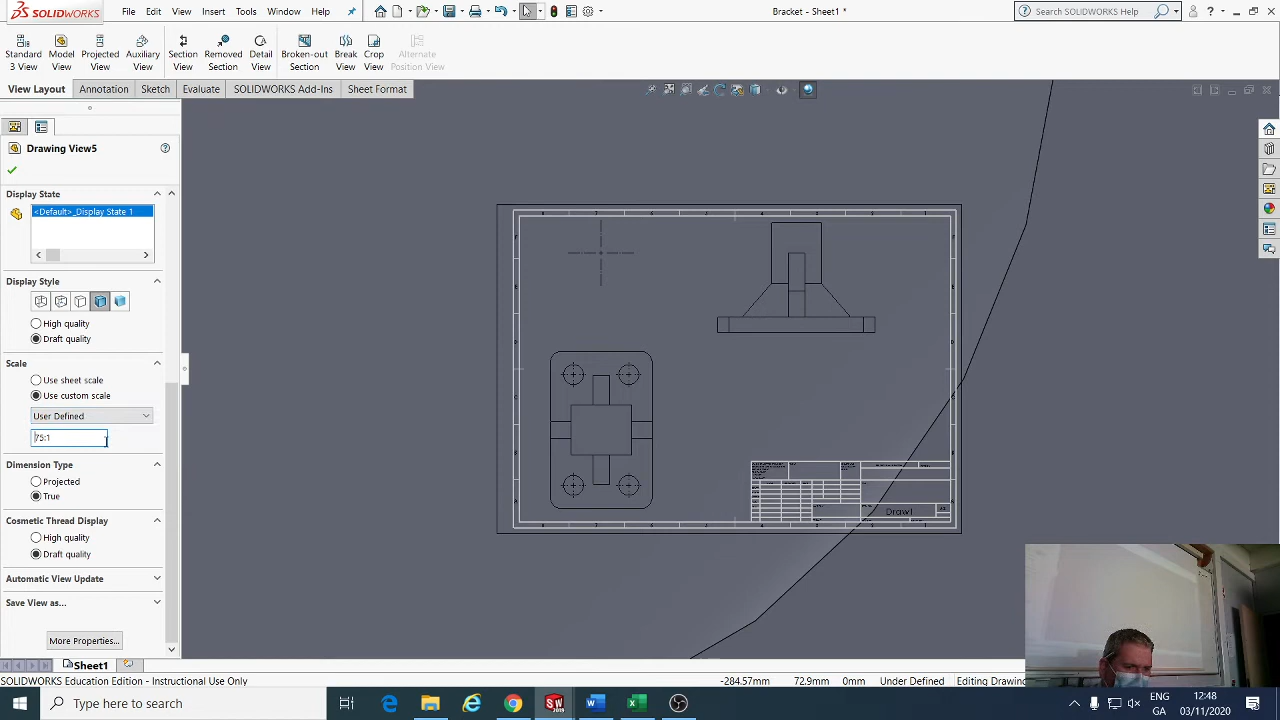 SOLIDWORKS
File Edit View Insert Tools Window Help
Bracket - Sheet1 *
Search SOLIDWORKS Help
Standard 3 View
Model View
Projected View
Auxiliary View
Section View
Removed Section
Detail View
Broken-out Section
Break View
Crop View
Alternate Position View
View Layout Annotation Sketch Evaluate SOLIDWORKS Add-Ins Sheet Format
Drawing View5
Display State
<Default>_Display State 1
Display Style
High quality
Draft quality
Scale
Use sheet scale
Use custom scale
User Defined
75:1
Dimension Type
Projected
True
Cosmetic Thread Display
High quality
Draft quality
Automatic View Update
Save View as...
More Properties...
Draw1
Sheet1
SOLIDWORKS Education Edition - Instructional Use Only
-284.57mm 72.9mm 0mm Under Defined Editing Drawin
Type here to search
ENG
GA
12:48
03/11/2020